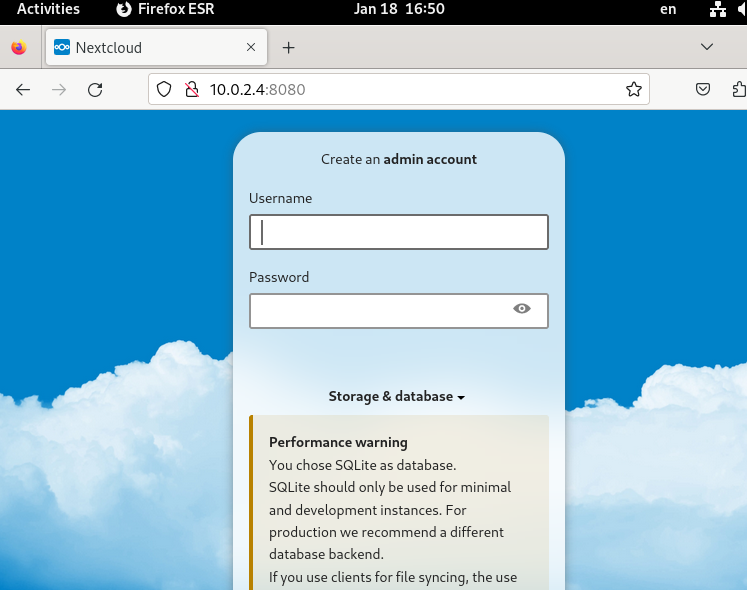 Activities Firefox ESR Jan 18 16:50 en
Nextcloud
10.0.2.4:8080
Create an admin account
Username
Password
Storage & database
Performance warning
You chose SQLite as database.
SQLite should only be used for minimal
and development instances. For
production we recommend a different
database backend.
If you use clients for file syncing, the use